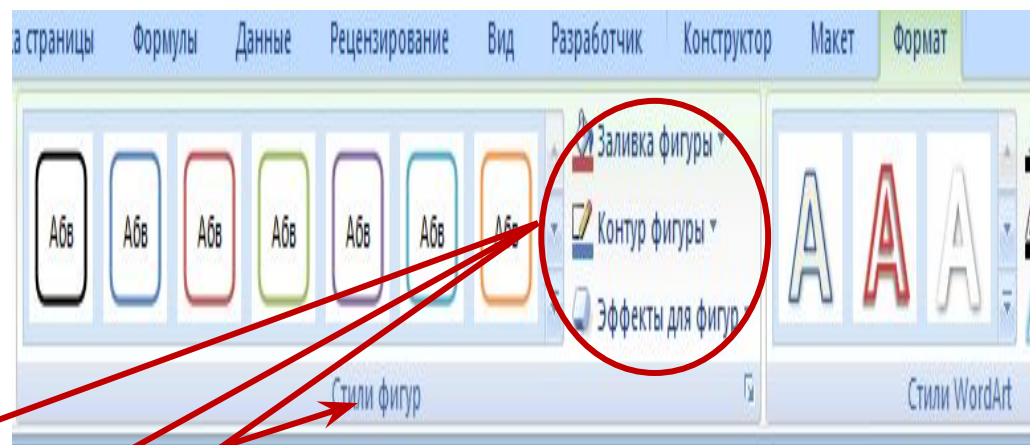 а страницы Формулы Данные Рецензирование Вид Разработчик Конструктор Макет Формат
Абв Абв Абв Абв Абв Абв Абв
Заливка фигуры
Контур фигуры
Эффекты для фигур
A A A
Стили фигур
Стили WordArt